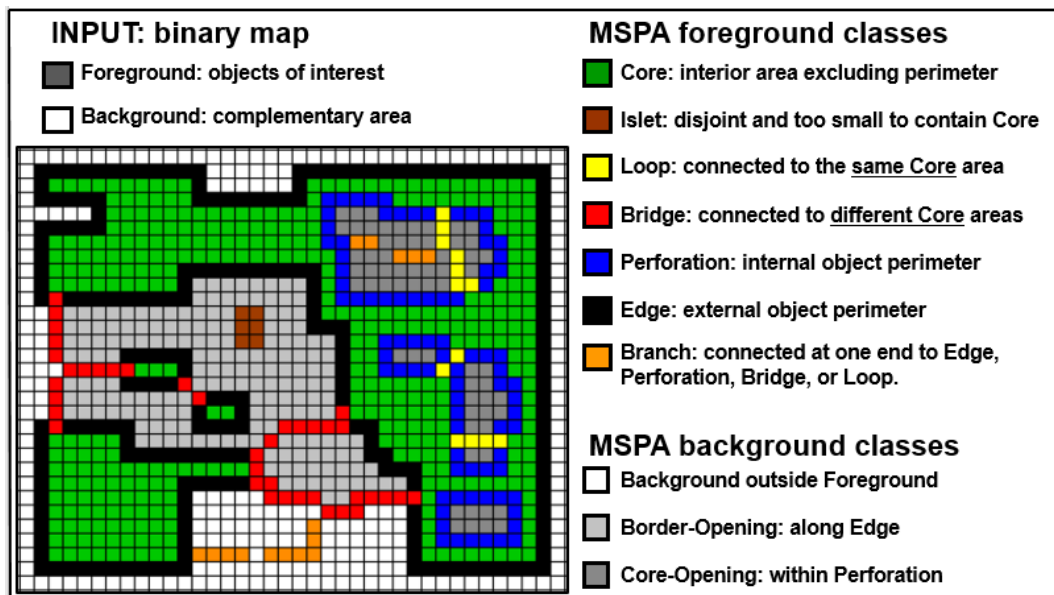 INPUT: binary map
Foreground: objects of interest
Background: complementary area
MSPA foreground classes
Core: interior area excluding perimeter
Islet: disjoint and too small to contain Core
Loop: connected to the same Core area
Bridge: connected to different Core areas
Perforation: internal object perimeter
Edge: external object perimeter
Branch: connected at one end to Edge,
Perforation, Bridge, or Loop.
MSPA background classes
Background outside Foreground
Border-Opening: along Edge
Core-Opening: within Perforation